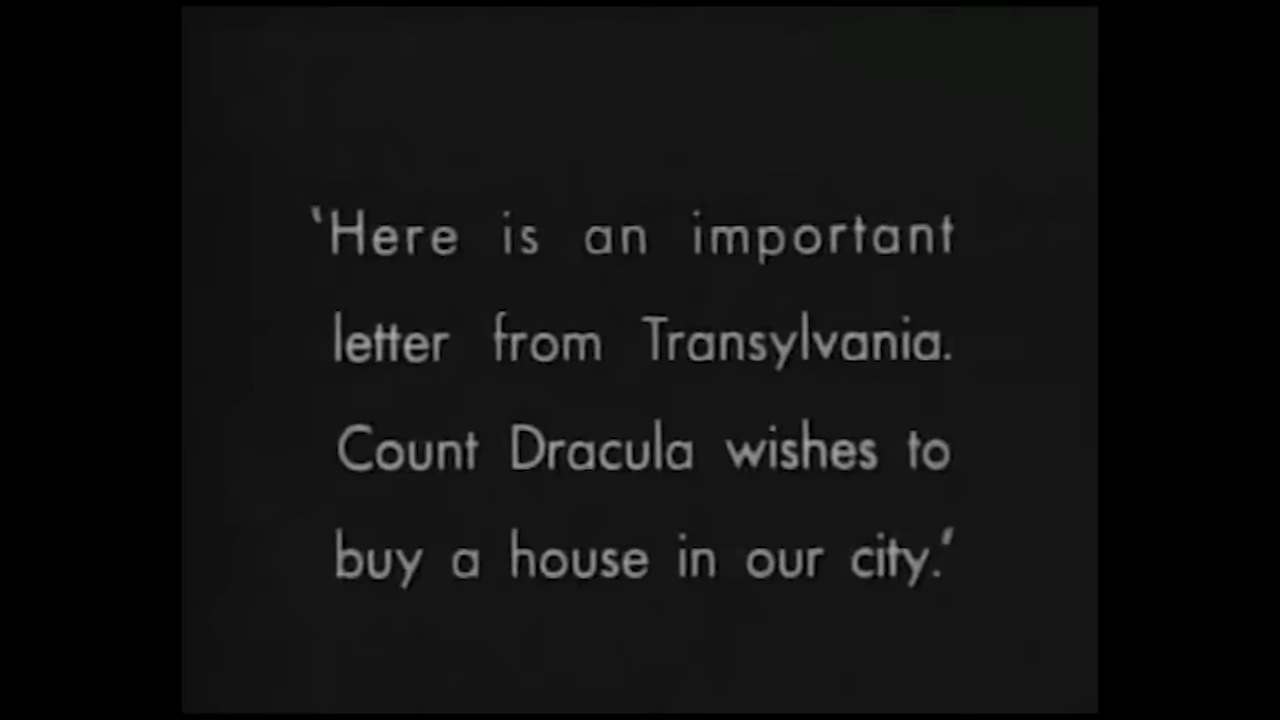 ‘Here is an important
letter from Transylvania.
Count Dracula wishes to
buy a house in our city.’